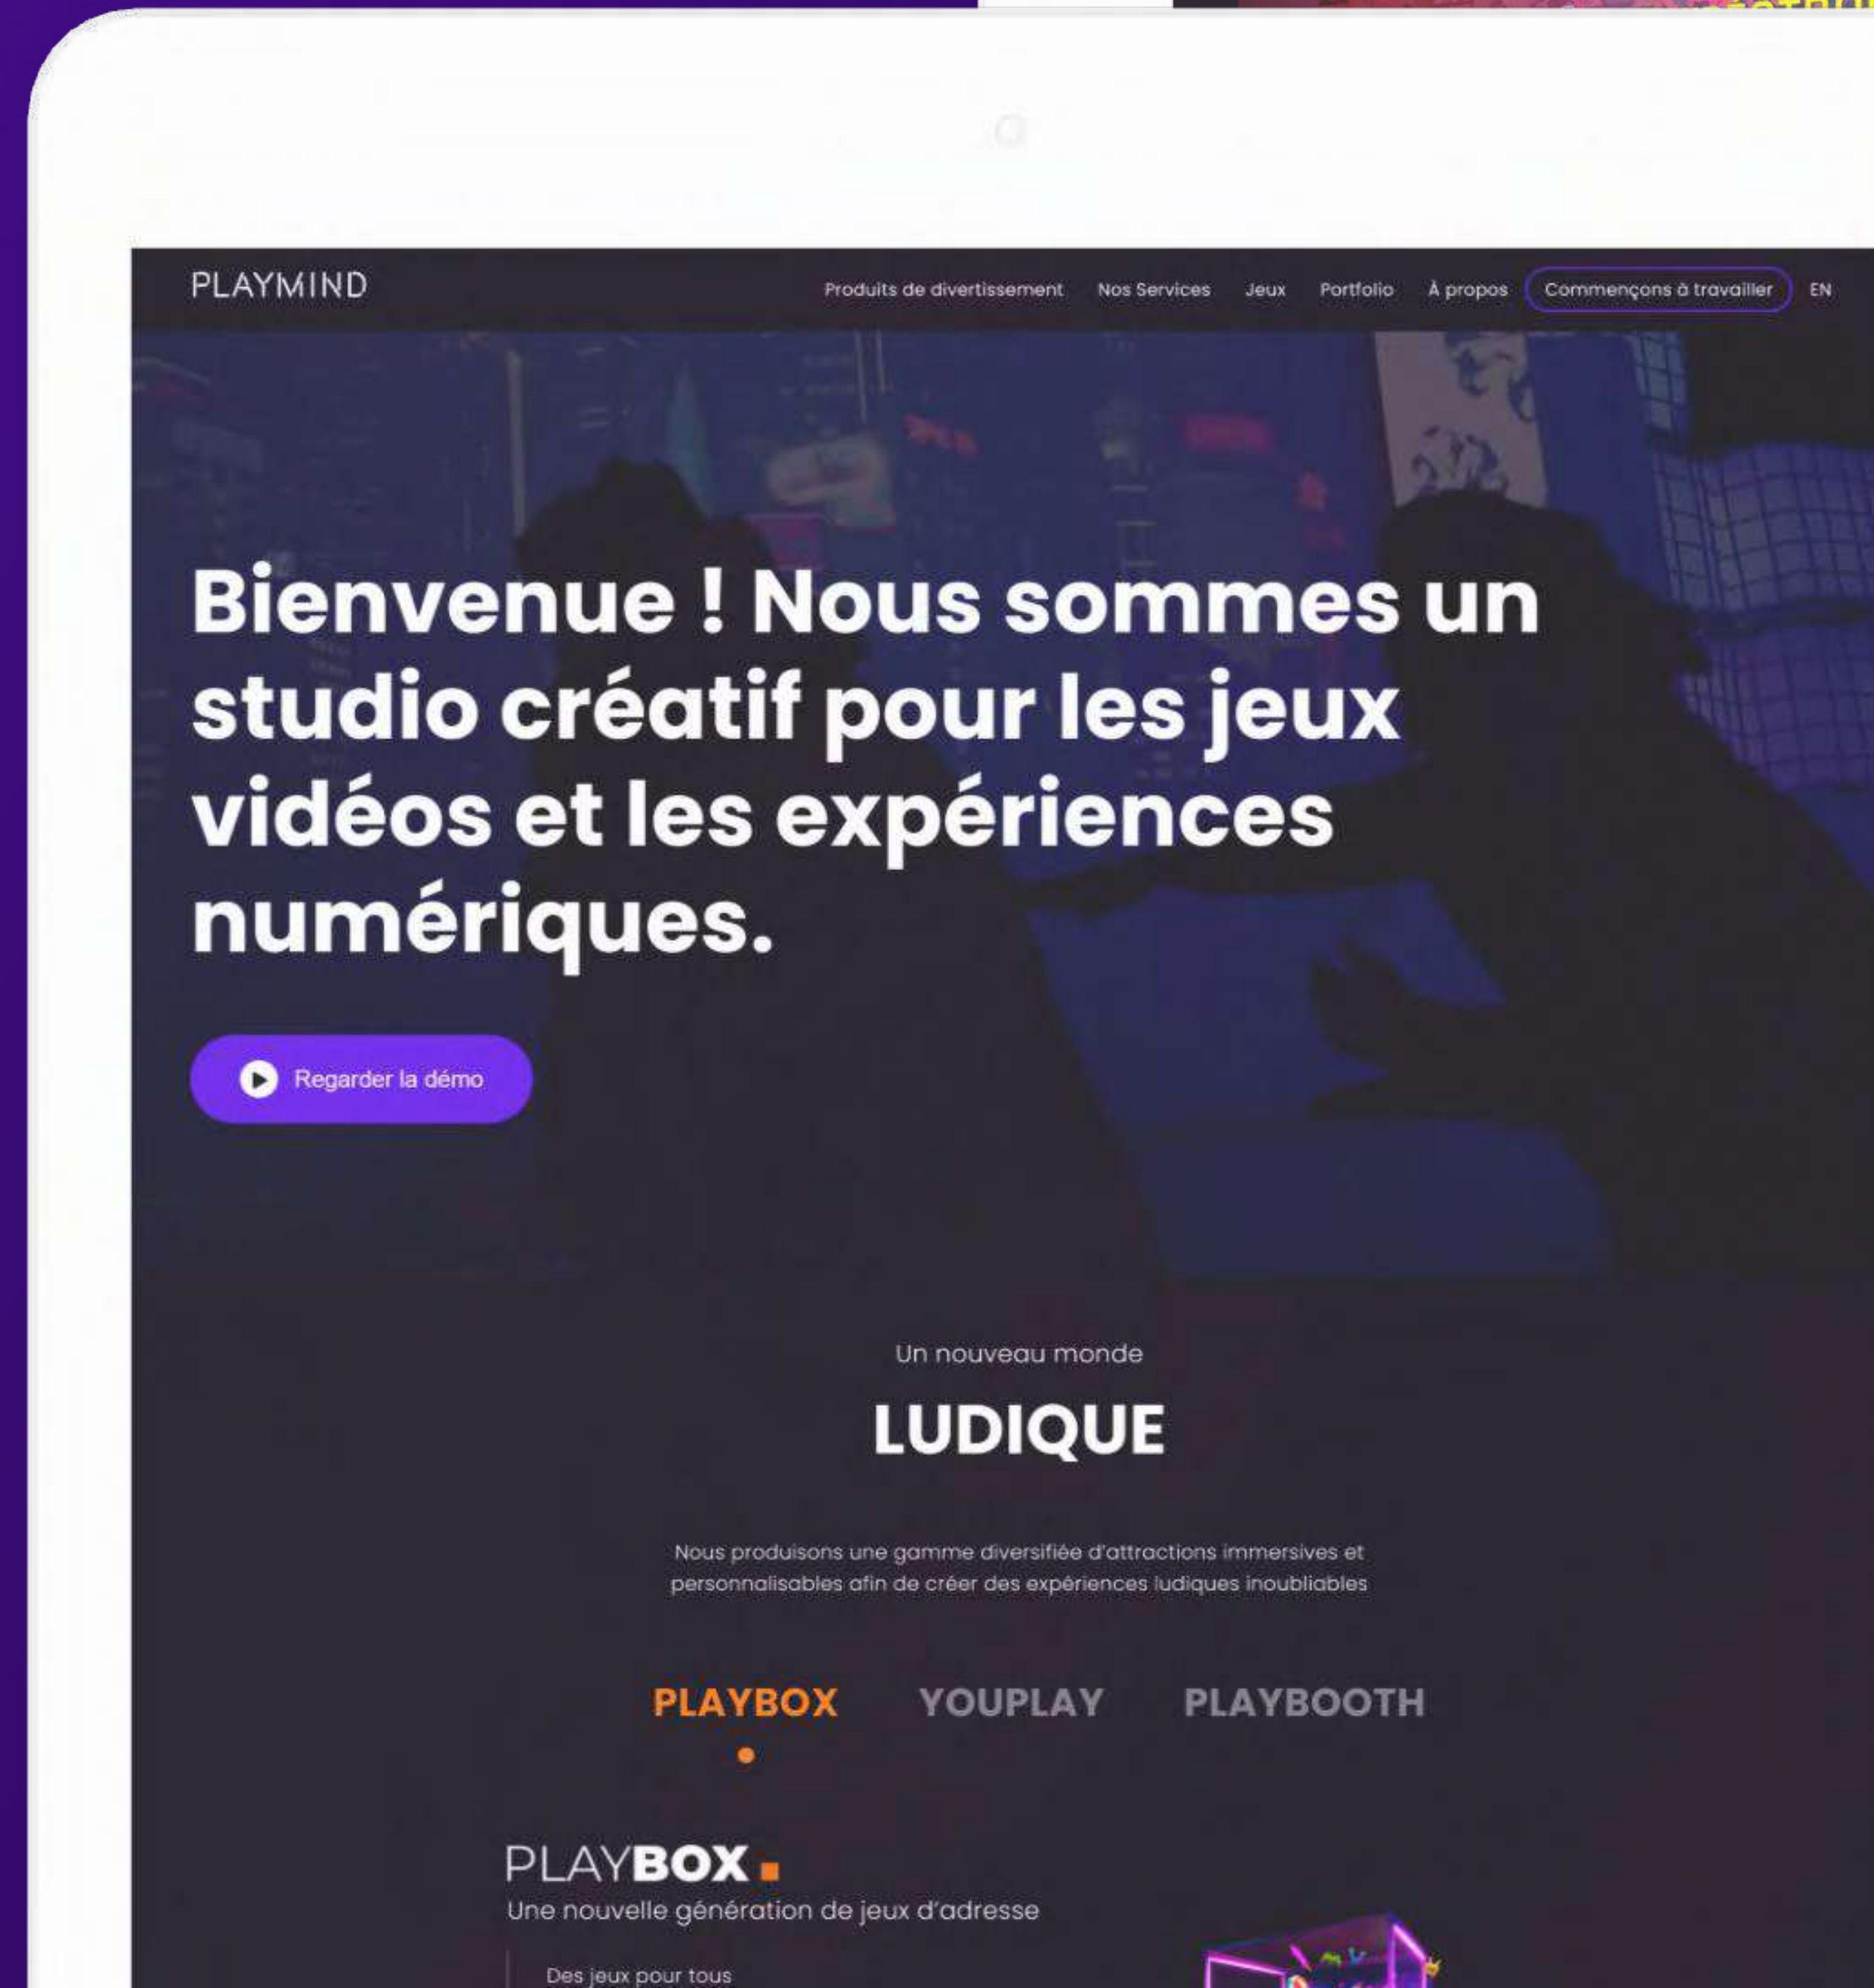 PLAYMIND
Produits de divertissement Nos Services Jeux Portfolio À propos Commençons à travailler EN
Bienvenue ! Nous sommes un
studio créatif pour les jeux
vidéos et les expériences
numériques.
Regarder la démo
Un nouveau monde
LUDIQUE
Nous produisons une gamme diversifiée d'attractions immersives et
personnalisables afin de créer des expériences ludiques inoubliables
PLAYBOX YOUPLAY PLAYBOOTH
PLAYBOX
Une nouvelle génération de jeux d'adresse
Des jeux pour tous